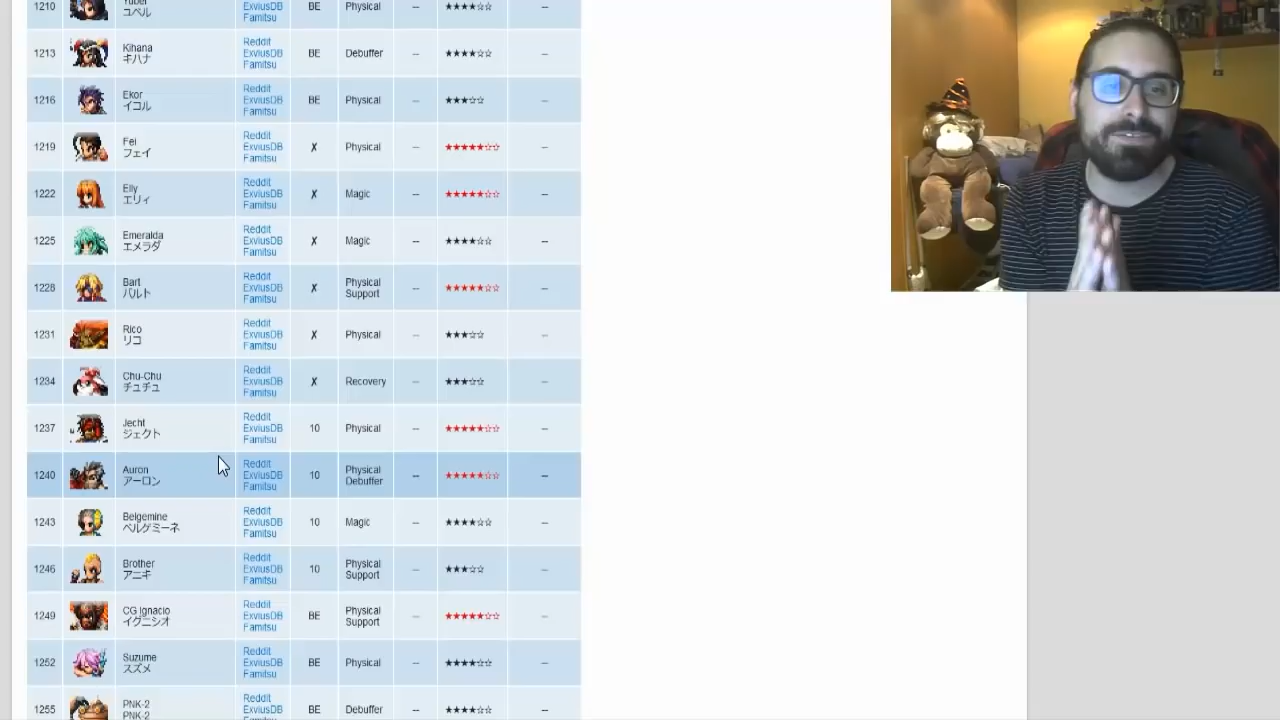 1210 Yubel Reddit BE Physical -- ★★★★☆☆ --
ユベル ExviusDB
Famitsu
1213 Kihana Reddit BE Debuffer -- ★★★★☆☆ --
キハナ ExviusDB
Famitsu
1216 Ekor Reddit BE Physical -- ★★★☆☆ --
イコル ExviusDB
Famitsu
1219 Fei Reddit ✗ Physical -- ★★★★★☆☆ --
フェイ ExviusDB
Famitsu
1222 Elly Reddit ✗ Magic -- ★★★★★☆☆ --
エリィ ExviusDB
Famitsu
1225 Emeralda Reddit ✗ Magic -- ★★★★☆☆ --
エメラダ ExviusDB
Famitsu
1228 Bart Reddit ✗ Physical -- ★★★★★☆☆ --
バルト ExviusDB Support
Famitsu
1231 Rico Reddit ✗ Physical -- ★★★☆☆ --
リコ ExviusDB
Famitsu
1234 Chu-Chu Reddit ✗ Recovery -- ★★★☆☆ --
チュチュ ExviusDB
Famitsu
1237 Jecht Reddit 10 Physical -- ★★★★★☆☆ --
ジェクト ExviusDB
Famitsu
1240 Auron Reddit 10 Physical -- ★★★★★☆☆ --
アーロン ExviusDB Debuffer
Famitsu
1243 Belgemine Reddit 10 Magic -- ★★★★☆☆ --
ベルゲミーネ ExviusDB
Famitsu
1246 Brother Reddit 10 Physical -- ★★★☆☆ --
アニキ ExviusDB Support
Famitsu
1249 CG Ignacio Reddit BE Physical -- ★★★★★☆☆ --
イグニシオ ExviusDB Support
Famitsu
1252 Suzume Reddit BE Physical -- ★★★★☆☆ --
スズメ ExviusDB
Famitsu
1255 PNK-2 Reddit BE Debuffer -- ★★★★☆☆ --
PNK-2 ExviusDB
Famitsu